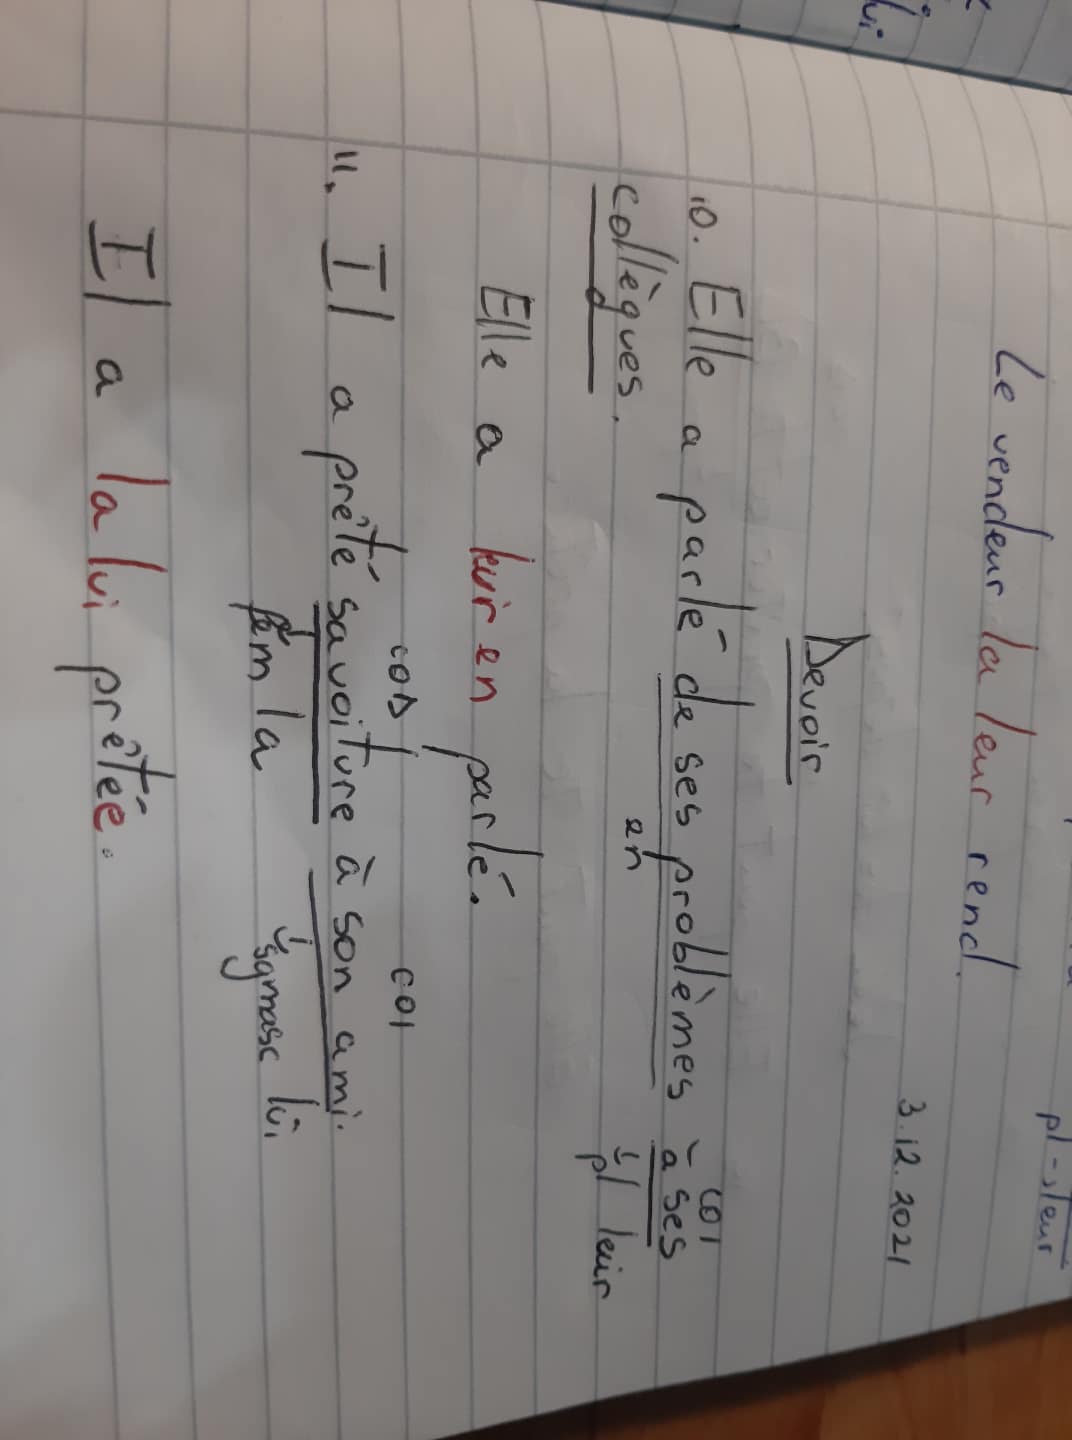 pl → leur
Le vendeur la leur rend.
lui
3.12.2021
Devoir
10. Elle a parlé de ses problèmes à ses
COI
en
pl leur
collègues.
Elle a leur en parlé.
COD COI
11. Il a prêté sa voiture à son ami.
fém la sg masc lui
Il a la lui prêtée.